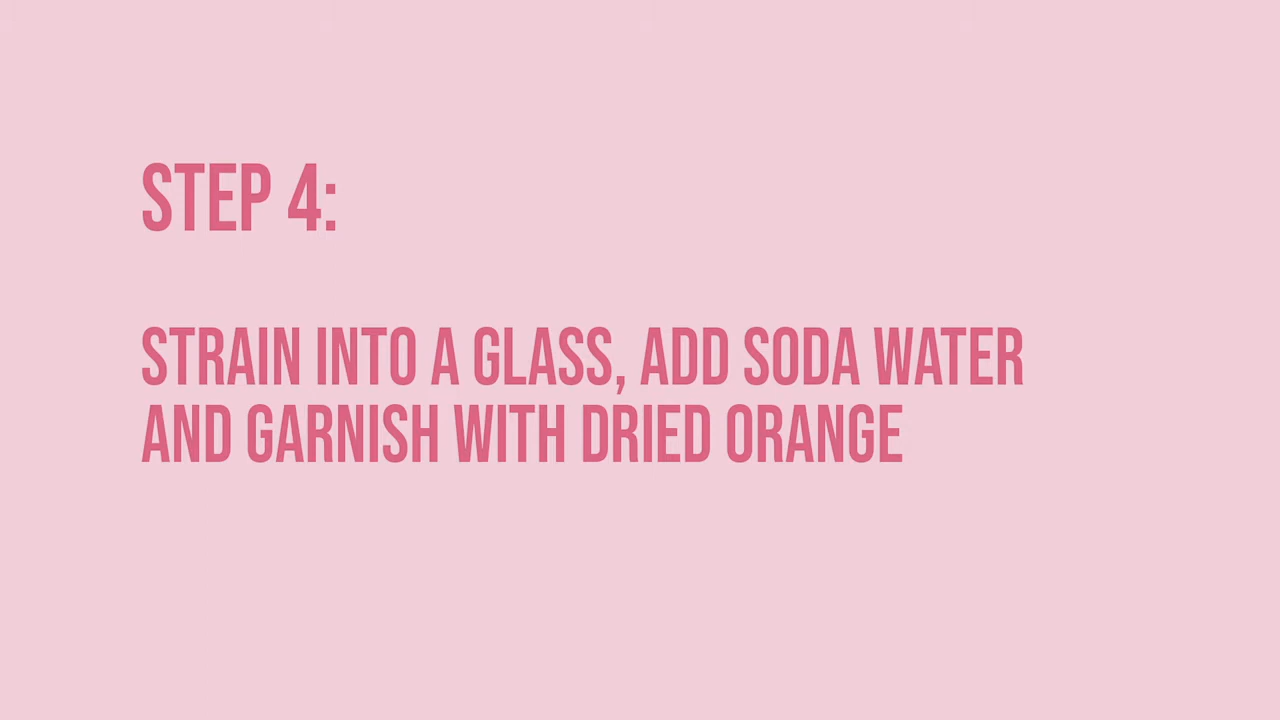 STEP 4:
STRAIN INTO A GLASS, ADD SODA WATER
AND GARNISH WITH DRIED ORANGE